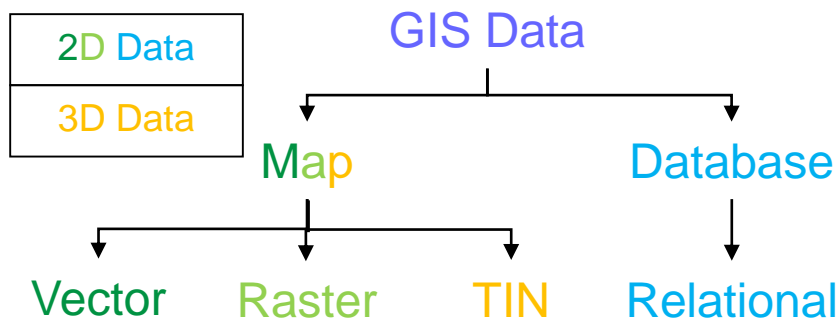 GIS Data
2D Data
3D Data
Map
Database
Vector
Raster
TIN
Relational